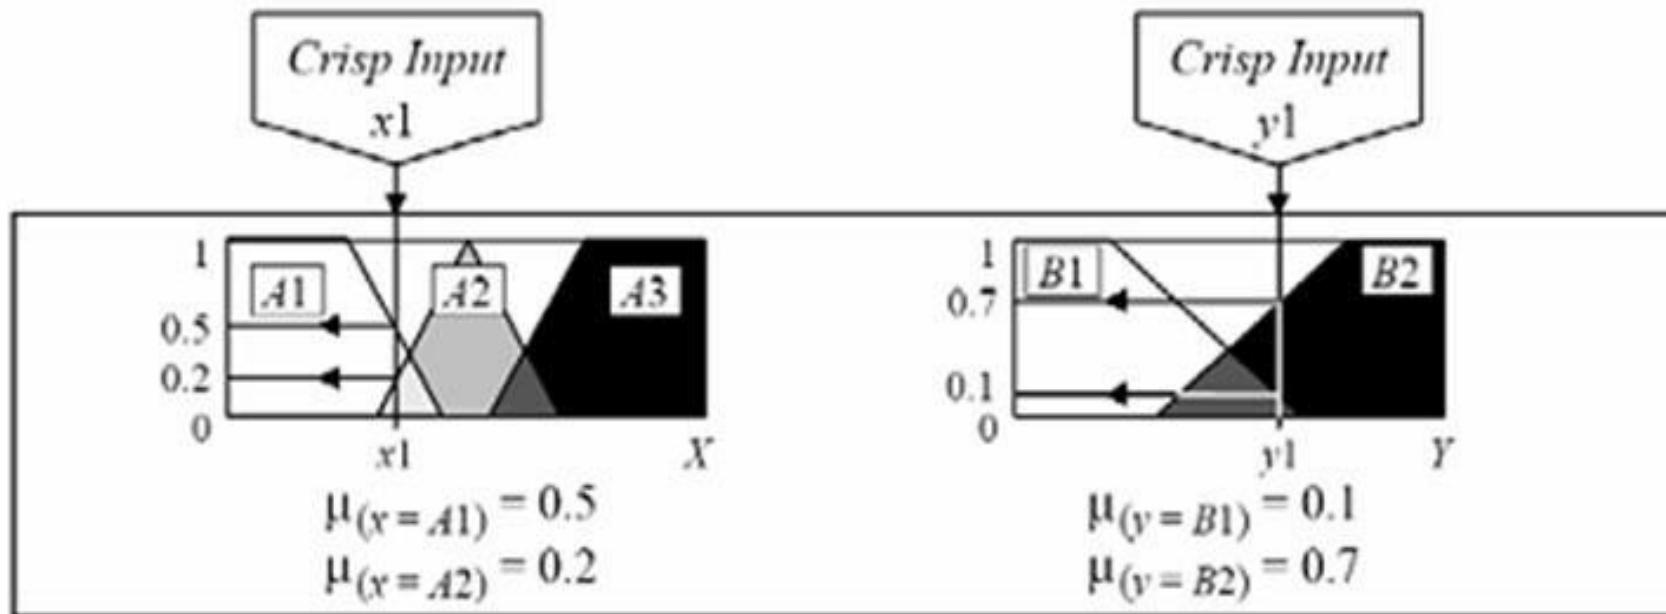 Crisp Input
x1
Crisp Input
y1
1
A1
A2
A3
0.5
0.2
0
x1
X
μ(x = A1) = 0.5
μ(x = A2) = 0.2
1
B1
B2
0.7
0.1
0
y1
Y
μ(y = B1) = 0.1
μ(y = B2) = 0.7